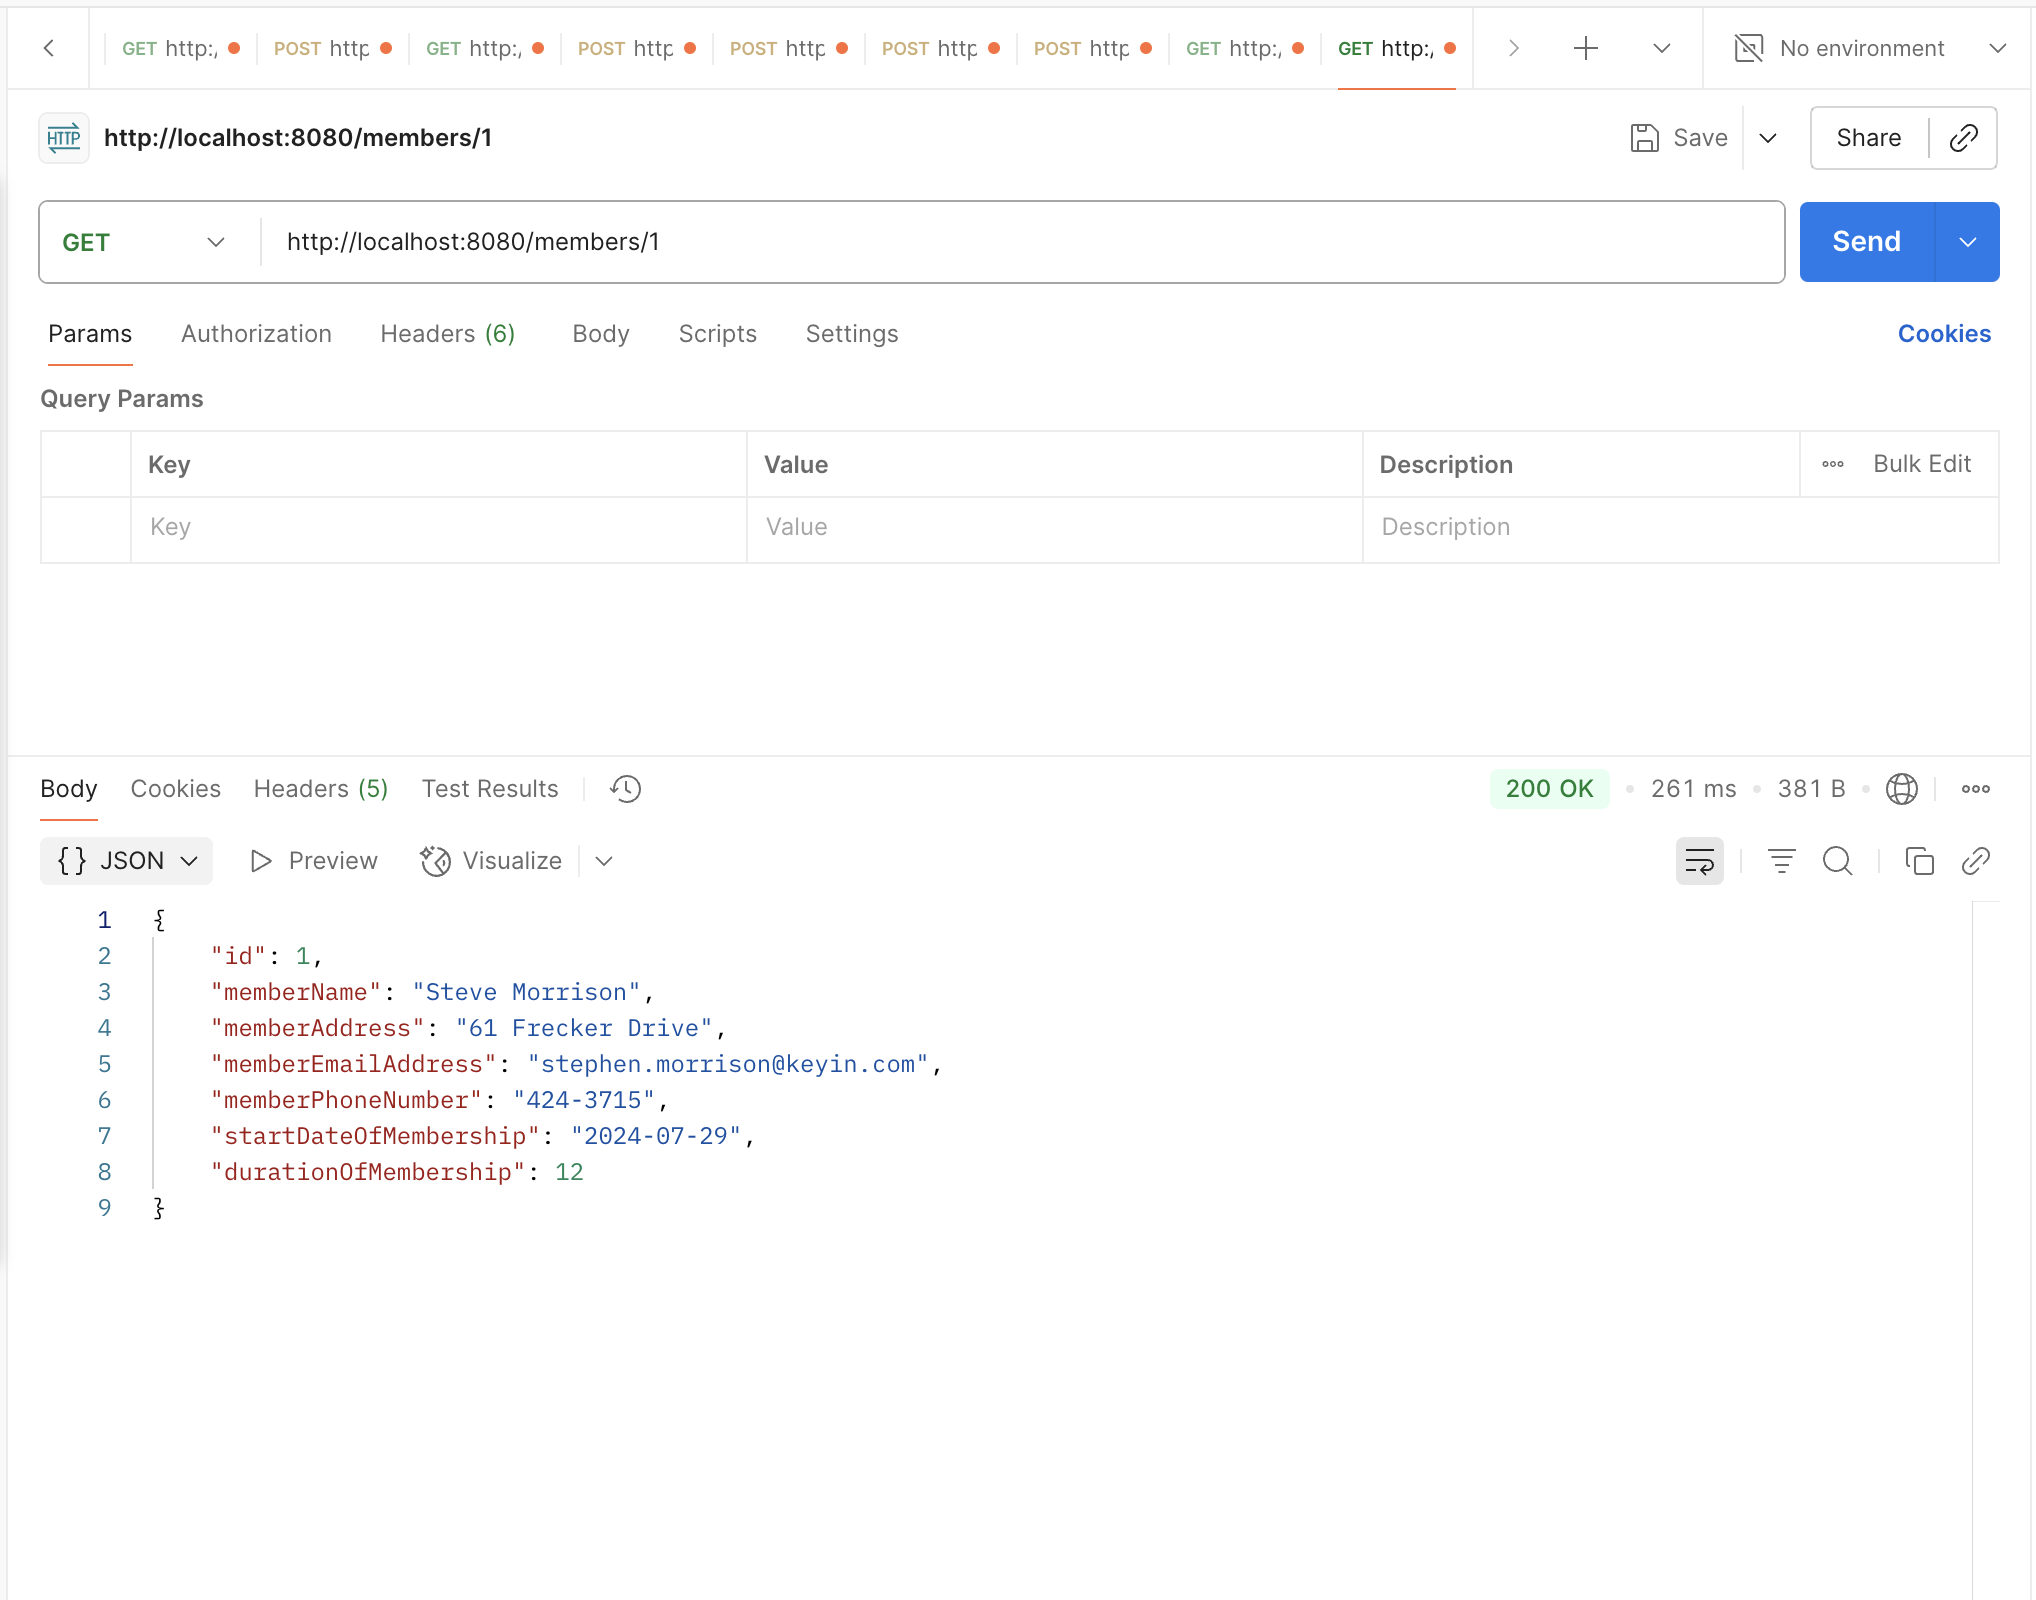 GET http:, POST http GET http:, POST http POST http POST http POST http GET http:, GET http:, No environment
HTTP http://localhost:8080/members/1 Save Share
GET http://localhost:8080/members/1 Send
Params Authorization Headers (6) Body Scripts Settings Cookies
Query Params
Key Value Description Bulk Edit
Key Value Description
Body Cookies Headers (5) Test Results 200 OK 261 ms 381 B
{} JSON Preview Visualize
1 {
2 "id": 1,
3 "memberName": "Steve Morrison",
4 "memberAddress": "61 Frecker Drive",
5 "memberEmailAddress": "stephen.morrison@keyin.com",
6 "memberPhoneNumber": "424-3715",
7 "startDateOfMembership": "2024-07-29",
8 "durationOfMembership": 12
9 }